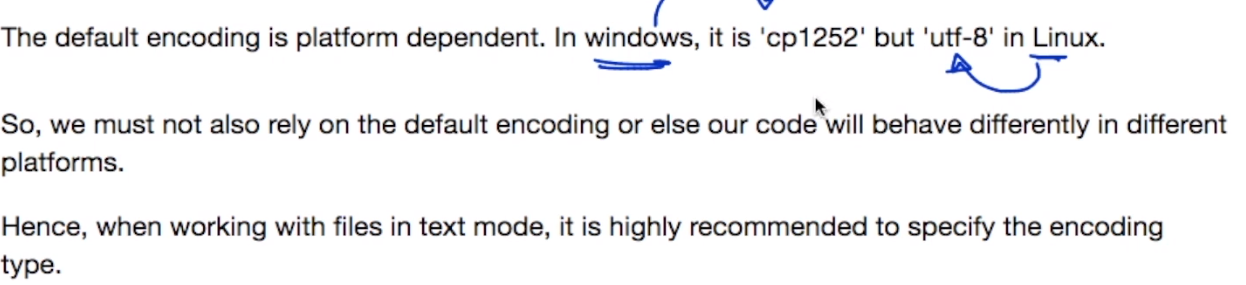 The default encoding is platform dependent. In windows, it is 'cp1252' but 'utf-8' in Linux.
So, we must not also rely on the default encoding or else our code will behave differently in different
platforms.
Hence, when working with files in text mode, it is highly recommended to specify the encoding
type.